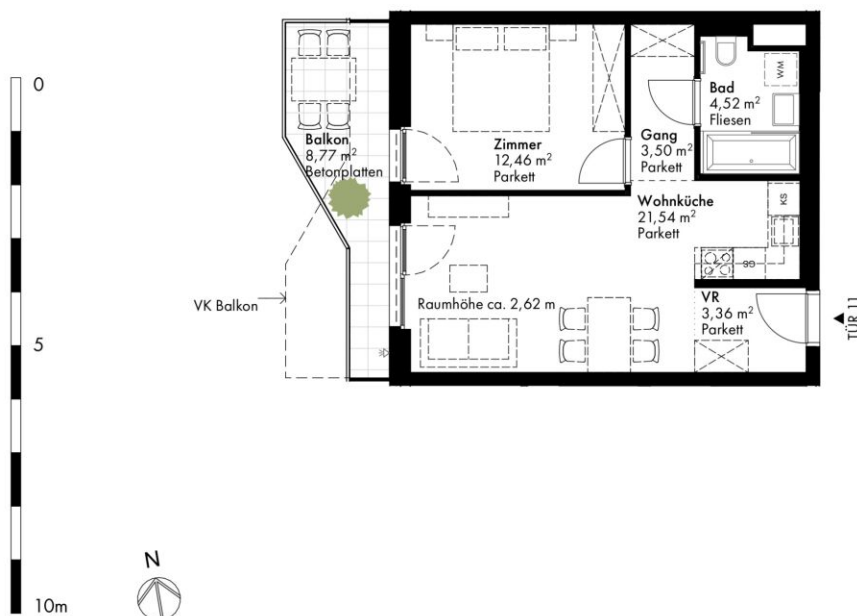 0
5
10m
N
Balkon
8,77 m²
Betonplatten
VK Balkon
Zimmer
12,46 m²
Parkett
Gang
3,50 m²
Parkett
Bad
4,52 m²
Fliesen
WM
Wohnküche
21,54 m²
Parkett
KS
GS
Raumhöhe ca. 2,62 m
VR
3,36 m²
Parkett
TÜR 11